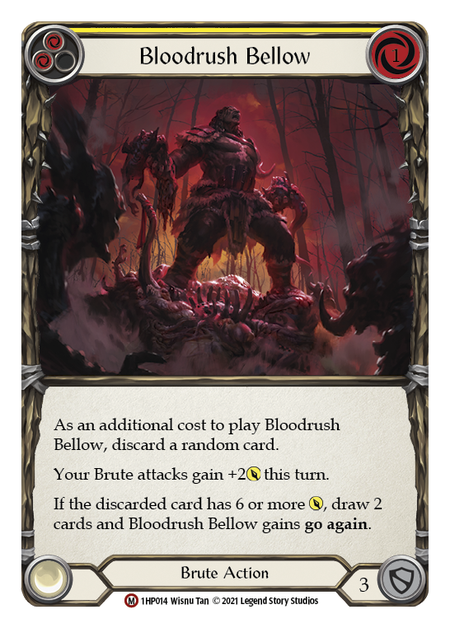 Bloodrush Bellow
1
As an additional cost to play Bloodrush
Bellow, discard a random card.
Your Brute attacks gain +2 this turn.
If the discarded card has 6 or more , draw 2
cards and Bloodrush Bellow gains go again.
Brute Action
3
M 1HP014 Wisnu Tan © 2021 Legend Story Studios